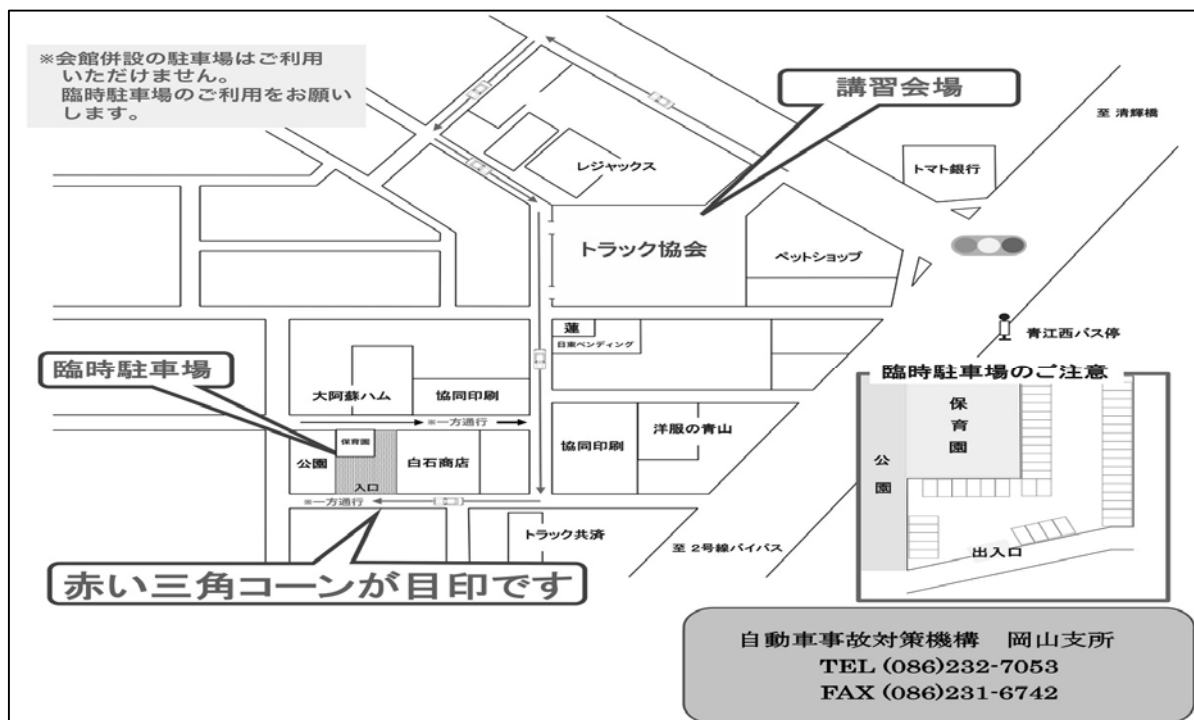 ※会館併設の駐車場はご利用
いただけません。
臨時駐車場のご利用をお願い
します。
講習会場
至 清輝橋
レジャックス
トマト銀行
トラック協会
ペットショップ
蓮
日東ベンディング
青江西バス停
臨時駐車場
大阿蘇ハム
協同印刷
※一方通行
保育園
公園
白石商店
入口
協同印刷
洋服の青山
※一方通行
トラック共済
至 2号線バイパス
赤い三角コーンが目印です
臨時駐車場のご注意
保育園
公園
出入口
自動車事故対策機構 岡山支所
TEL (086)232-7053
FAX (086)231-6742